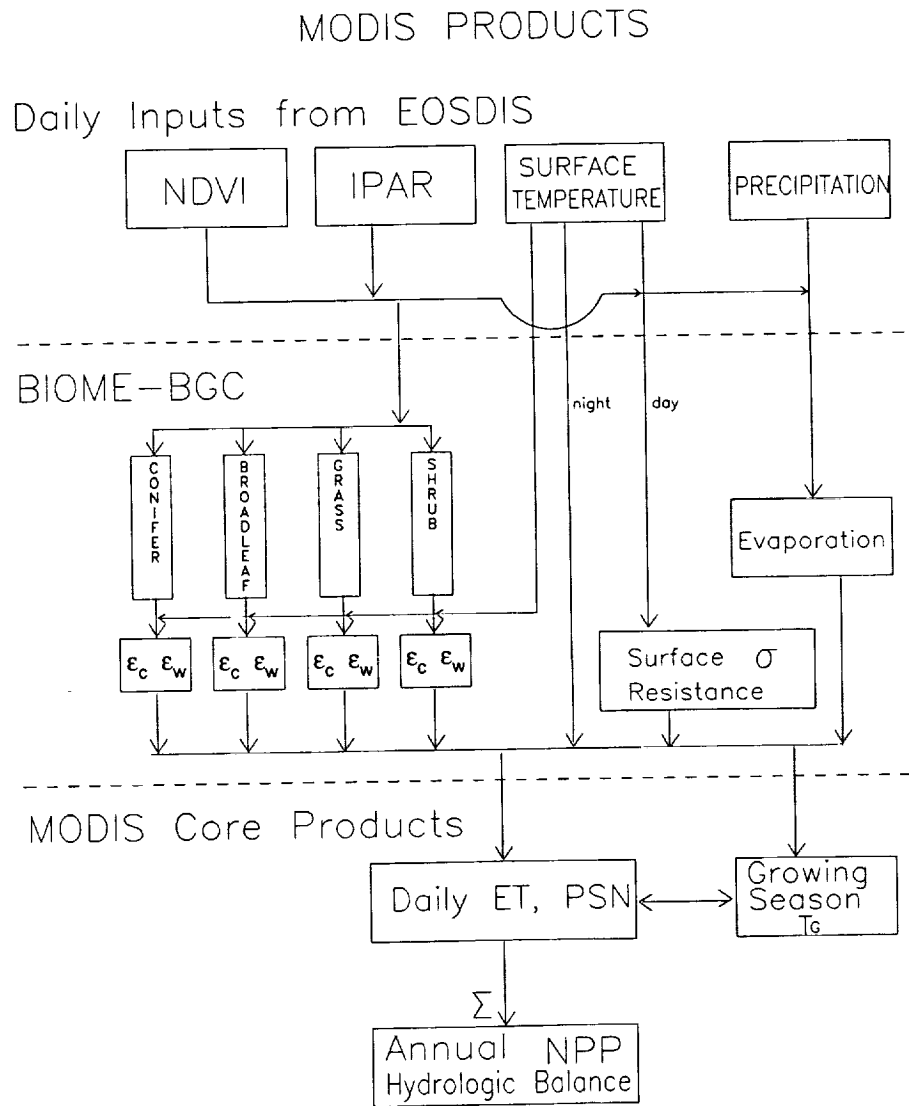 MODIS PRODUCTS
Daily Inputs from EOSDIS
NDVI
IPAR
SURFACE
TEMPERATURE
PRECIPITATION
BIOME-BGC
night
day
CONIFER
BROADLEAF
GRASS
SHRUB
Evaporation
εc εw
εc εw
εc εw
εc εw
Surface σ
Resistance
MODIS Core Products
Daily ET, PSN
Growing
Season
TG
Σ
Annual NPP
Hydrologic Balance